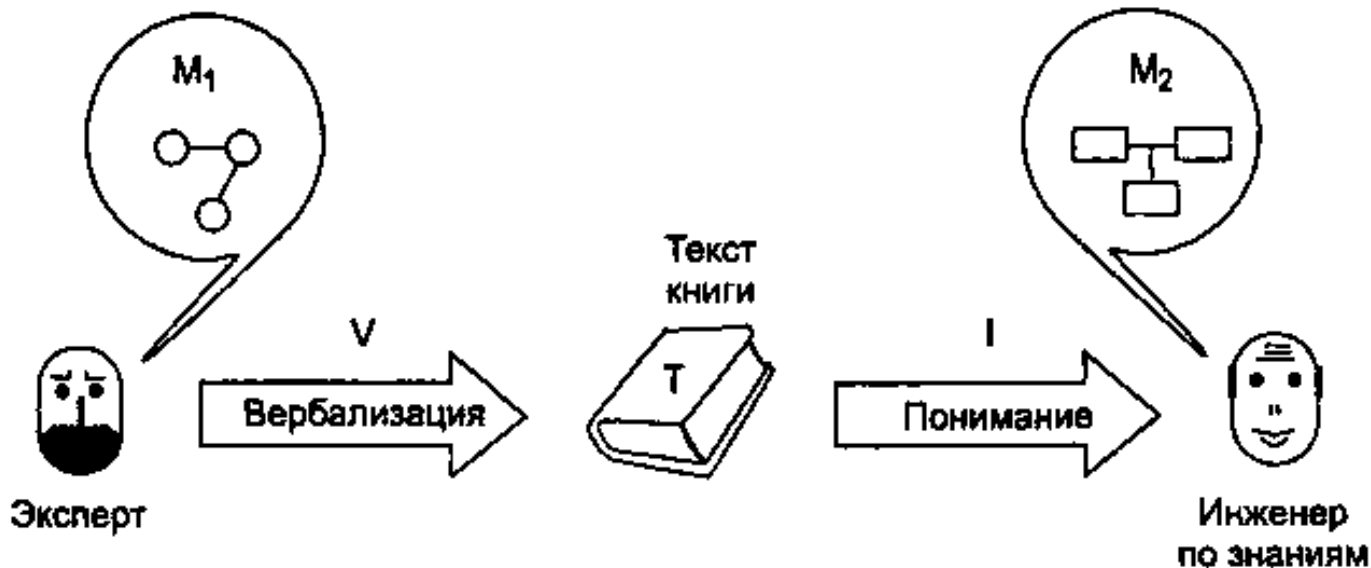 M₁
M₂
Текст
книги
V
I
T
Вербализация
Понимание
Эксперт
Инженер
по знаниям